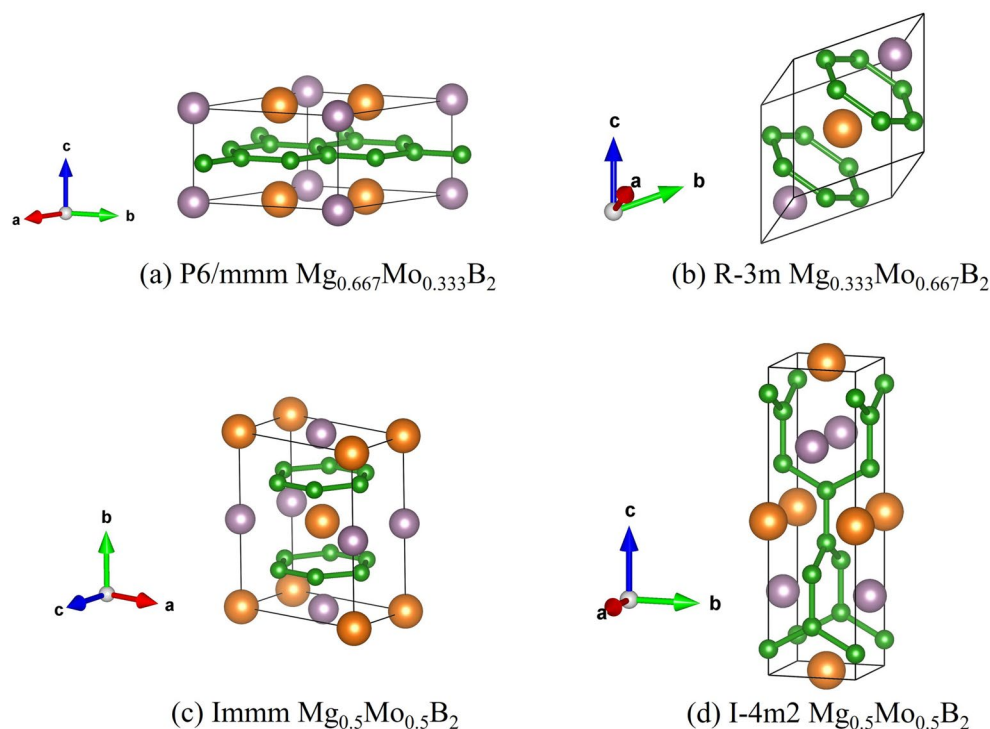 c
a
b
(a) P6/mmm Mg0.667Mo0.333B2
c
a
b
(b) R-3m Mg0.333Mo0.667B2
b
c
a
(c) Immm Mg0.5Mo0.5B2
c
a
b
(d) I-4m2 Mg0.5Mo0.5B2